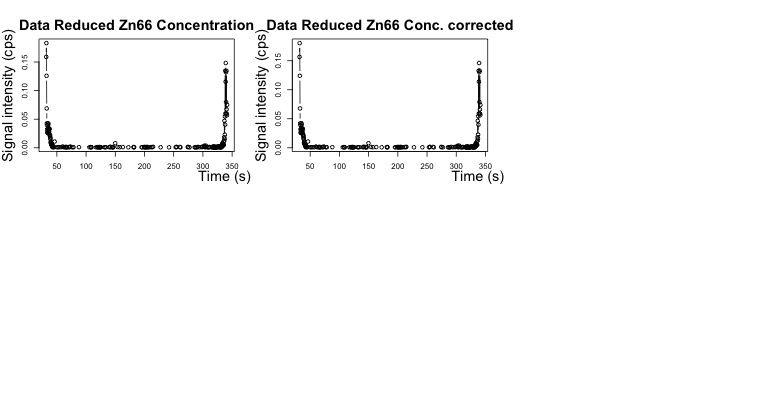 Data Reduced Zn66 Concentration
Signal intensity (cps)
0.00 0.05 0.10 0.15
50 100 150 200 250 300 350
Time (s)
Data Reduced Zn66 Conc. corrected
Signal intensity (cps)
0.00 0.05 0.10 0.15
50 100 150 200 250 300 350
Time (s)